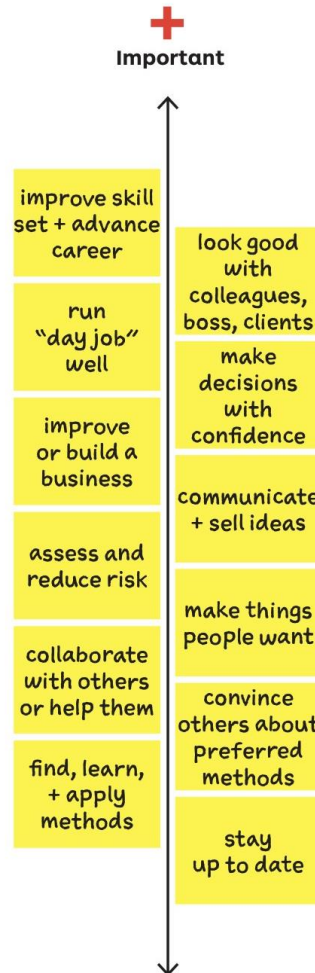 Important
improve skill
set + advance
career
look good
with
colleagues,
boss, clients
run
"day job"
well
make
decisions
with
confidence
improve
or build a
business
communicate
+ sell ideas
assess and
reduce risk
make things
people want
collaborate
with others
or help them
convince
others about
preferred
methods
find, learn,
+ apply
methods
stay
up to date